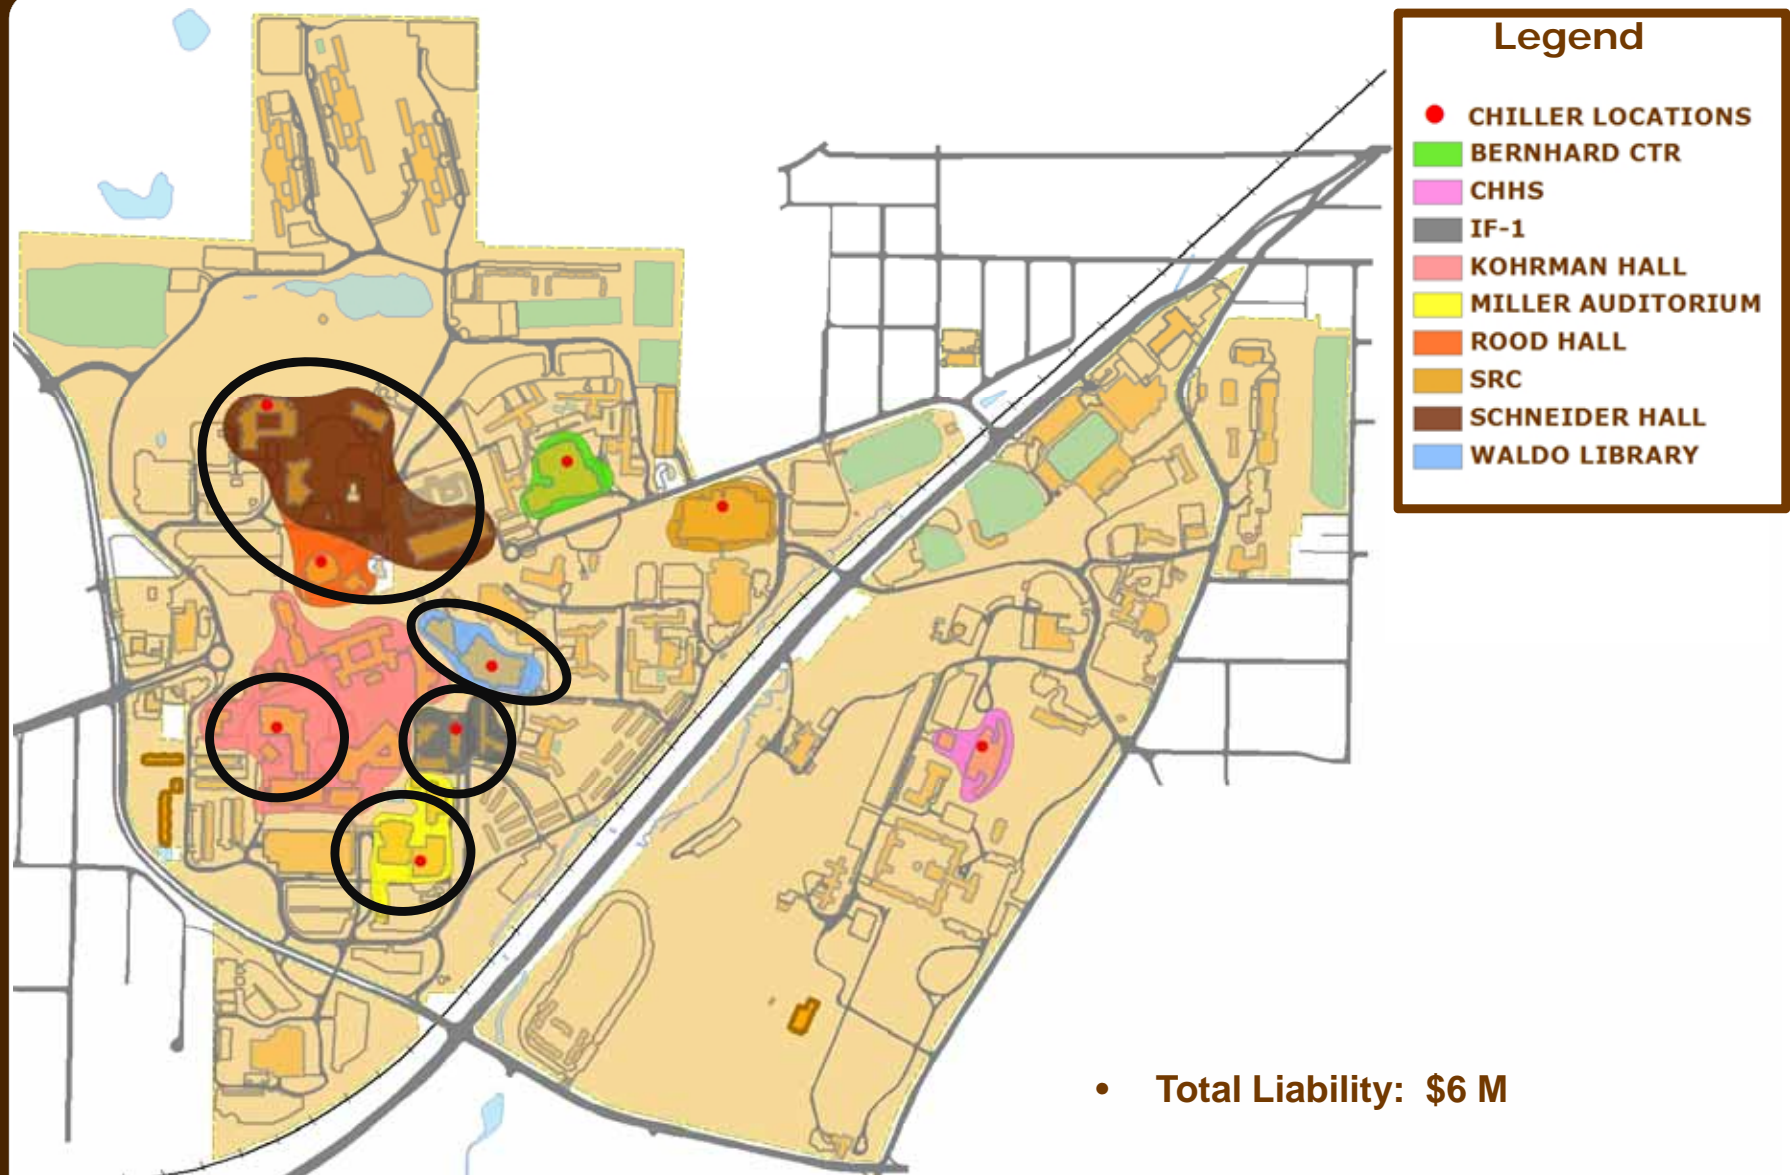 Legend
CHILLER LOCATIONS
BERNHARD CTR
CHHS
IF-1
KOHRMAN HALL
MILLER AUDITORIUM
ROOD HALL
SRC
SCHNEIDER HALL
WALDO LIBRARY
• Total Liability: $6 M